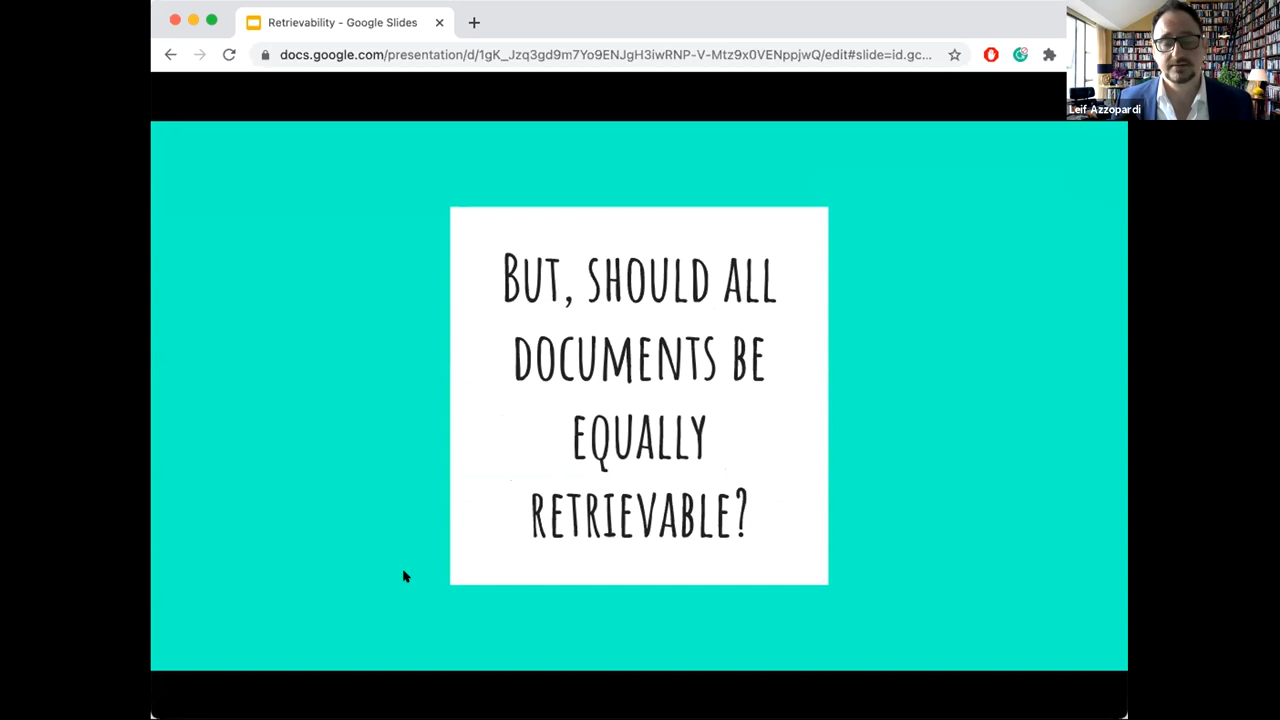 Retrievability - Google Slides
docs.google.com/presentation/d/1gK_Jzq3gd9m7Yo9ENJgH3iwRNP-V-Mtz9x0VENppjwQ/edit#slide=id.gc...
Leif Azzopardi
BUT, SHOULD ALL
DOCUMENTS BE
EQUALLY
RETRIEVABLE?